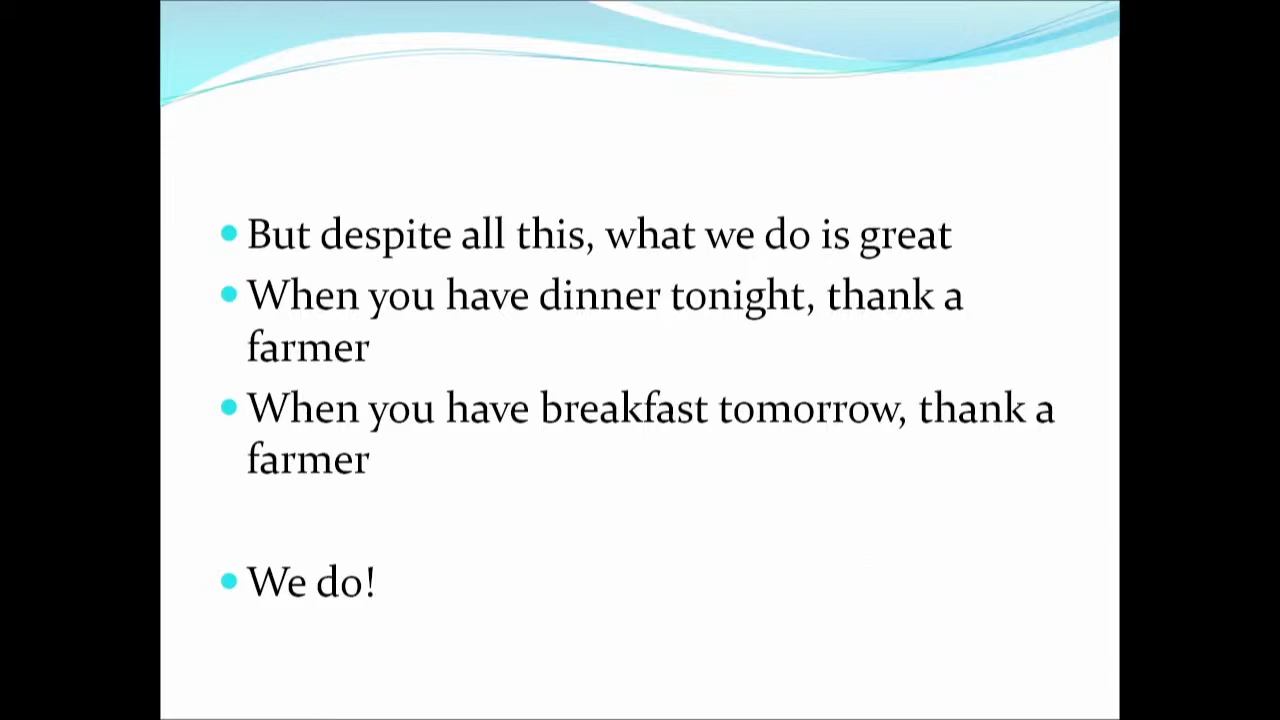 But despite all this, what we do is great
When you have dinner tonight, thank a
farmer
When you have breakfast tomorrow, thank a
farmer
We do!